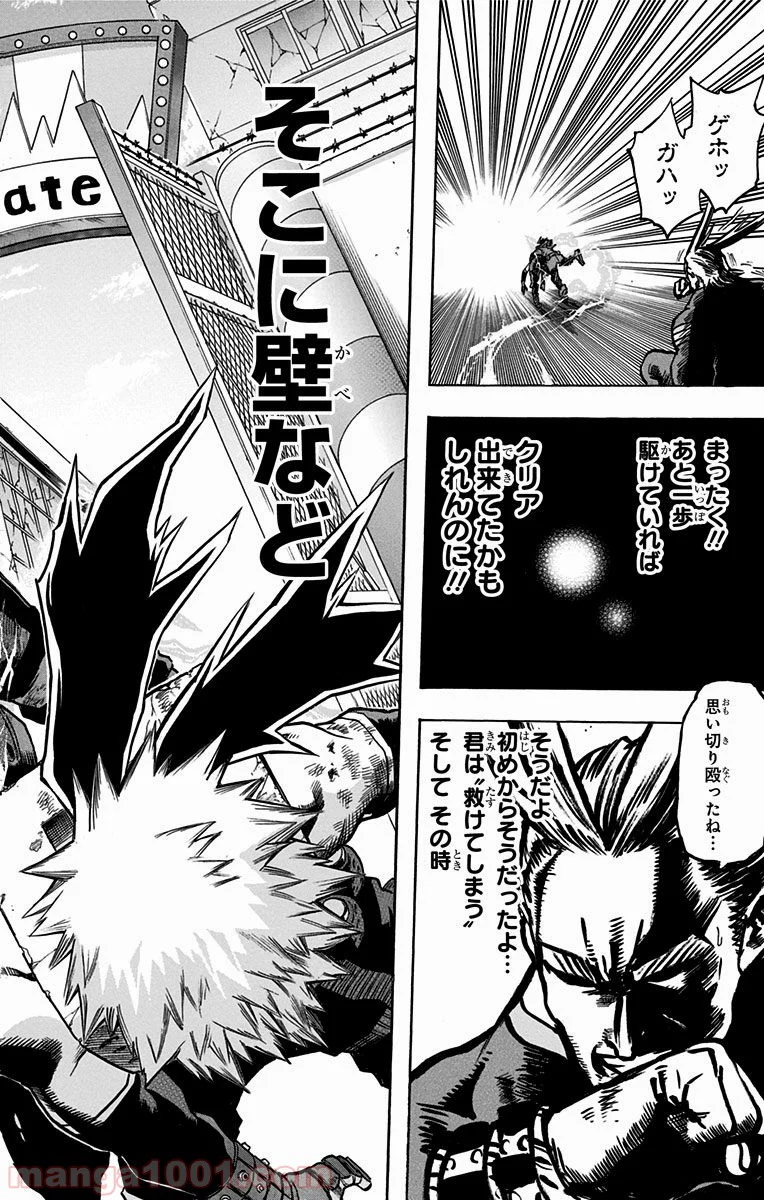 ゲホッ
ガハッ
まったく!!
あと一歩
駆けていれば
クリア
出来てたかも
しれんのに!!
思い切り殴ったね…
そうだよ
初めからそうだったよ…
君は〝救けてしまう〟
そして その時
そこに壁など
ate
manga1001.com